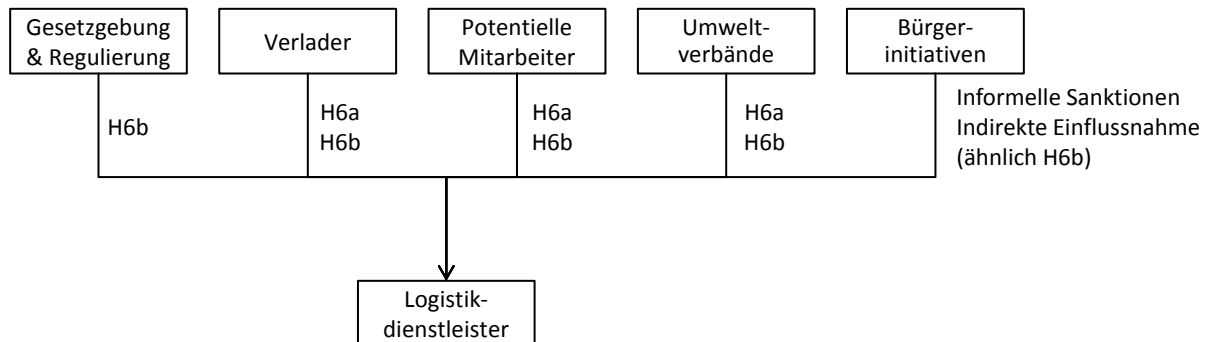 Gesetzgebung
& Regulierung
Verlader
Potentielle
Mitarbeiter
Umwelt-
verbände
Bürger-
initiativen
H6b
H6a
H6b
H6a
H6b
H6a
H6b
Informelle Sanktionen
Indirekte Einflussnahme
(ähnlich H6b)
Logistik-
dienstleister